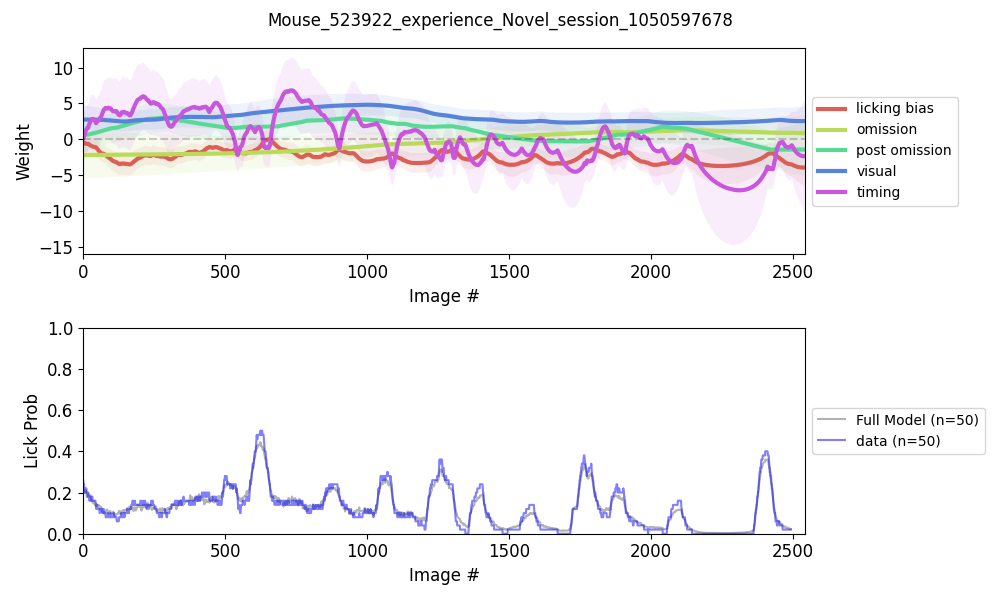 Mouse_523922_experience_Novel_session_1050597678
Weight
10
5
0
−5
−10
−15
0
500
1000
1500
2000
2500
Image #
licking bias
omission
post omission
visual
timing
Lick Prob
1.0
0.8
0.6
0.4
0.2
0.0
0
500
1000
1500
2000
2500
Image #
Full Model (n=50)
data (n=50)